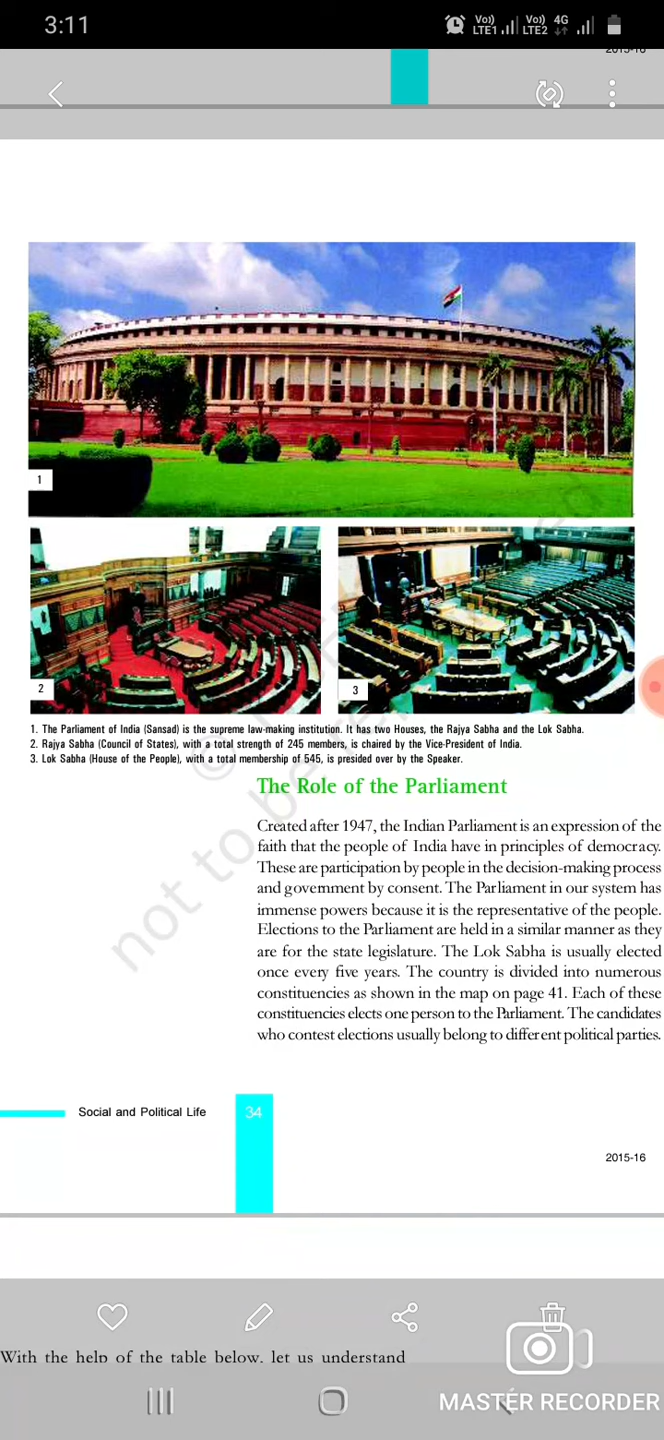 3:11
Vo)) LTE1 Vo)) LTE2 4G
2015-16
1
2
3
1. The Parliament of India (Sansad) is the supreme law-making institution. It has two Houses, the Rajya Sabha and the Lok Sabha.
2. Rajya Sabha (Council of States), with a total strength of 245 members, is chaired by the Vice-President of India.
3. Lok Sabha (House of the People), with a total membership of 545, is presided over by the Speaker.
The Role of the Parliament
Created after 1947, the Indian Parliament is an expression of the
faith that the people of India have in principles of democracy.
These are participation by people in the decision-making process
and government by consent. The Parliament in our system has
immense powers because it is the representative of the people.
Elections to the Parliament are held in a similar manner as they
are for the state legislature. The Lok Sabha is usually elected
once every five years. The country is divided into numerous
constituencies as shown in the map on page 41. Each of these
constituencies elects one person to the Parliament. The candidates
who contest elections usually belong to different political parties.
not to be rep
Social and Political Life
34
2015-16
With the help of the table below, let us understand
MASTER RECORDER